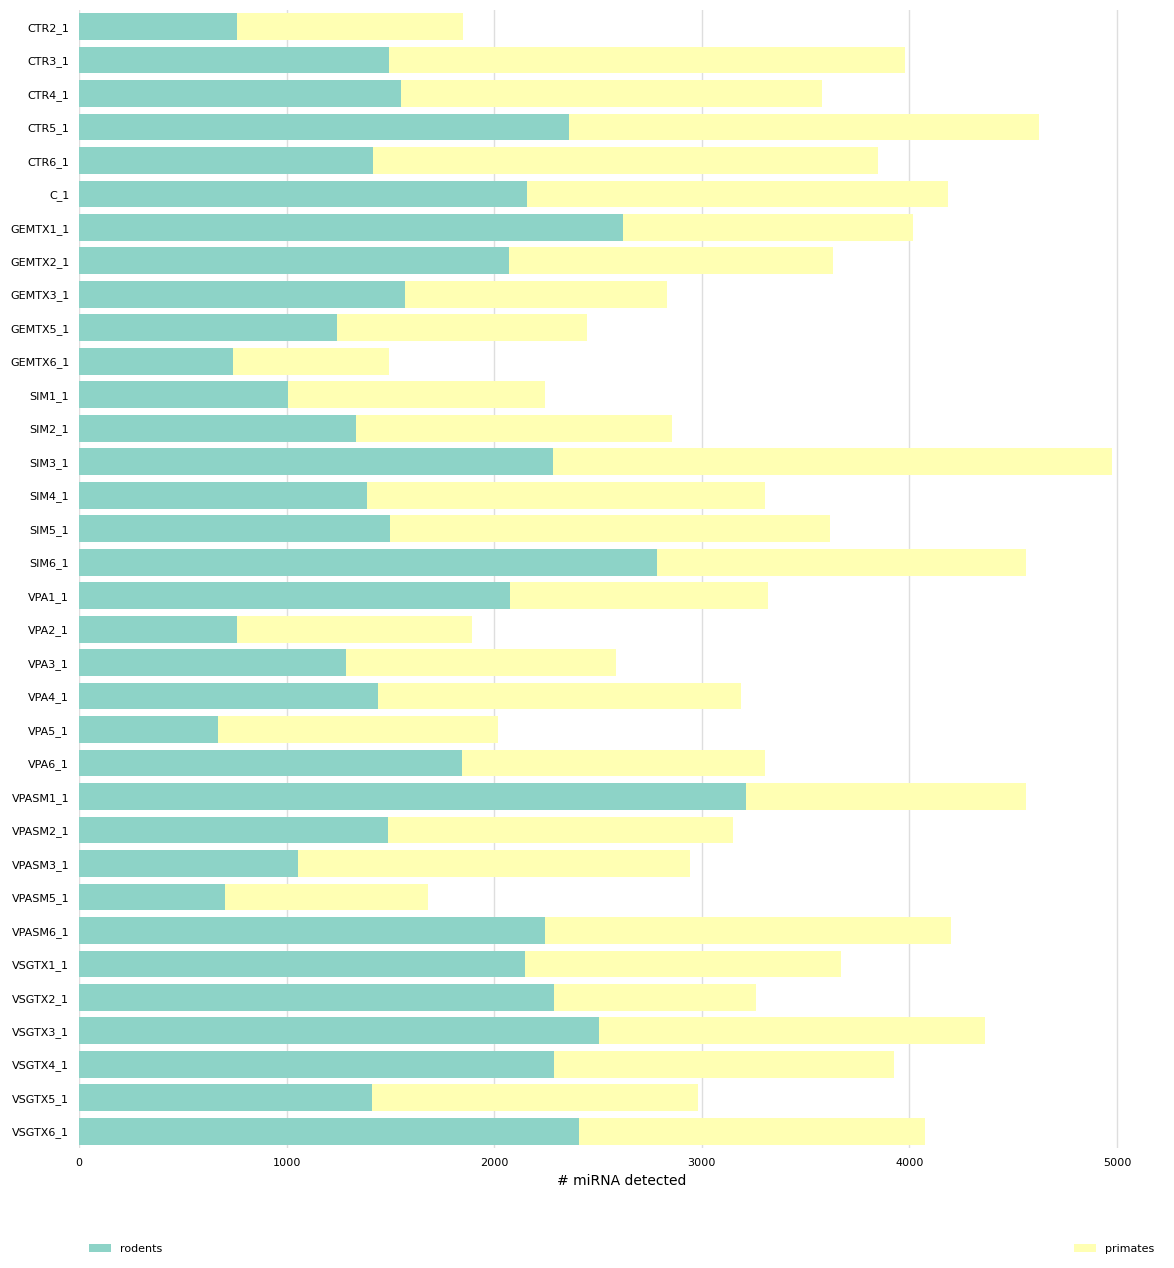 CTR2_1
CTR3_1
CTR4_1
CTR5_1
CTR6_1
C_1
GEMTX1_1
GEMTX2_1
GEMTX3_1
GEMTX5_1
GEMTX6_1
SIM1_1
SIM2_1
SIM3_1
SIM4_1
SIM5_1
SIM6_1
VPA1_1
VPA2_1
VPA3_1
VPA4_1
VPA5_1
VPA6_1
VPASM1_1
VPASM2_1
VPASM3_1
VPASM5_1
VPASM6_1
VSGTX1_1
VSGTX2_1
VSGTX3_1
VSGTX4_1
VSGTX5_1
VSGTX6_1
0 1000 2000 3000 4000 5000
# miRNA detected
rodents primates